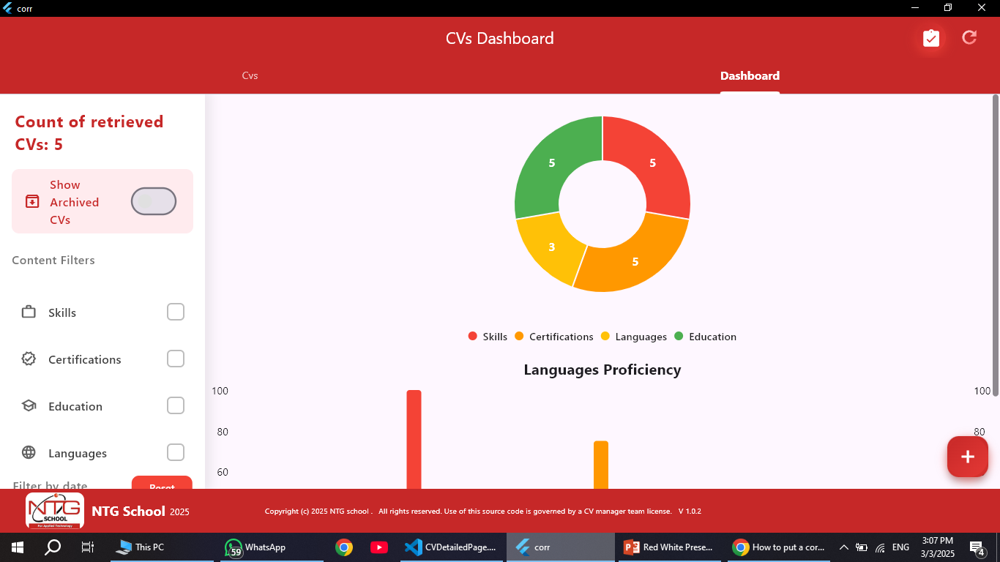 corr
CVs Dashboard
Cvs
Dashboard
Count of retrieved
CVs: 5
Show
Archived
CVs
Content Filters
Skills
Certifications
Education
Languages
Filter by date
Reset
5
5
3
5
Skills
Certifications
Languages
Education
Languages Proficiency
100
100
80
80
60
NTG
SCHOOL
For Applied Technology
NTG School 2025
Copyright (c) 2025 NTG school . All rights reserved. Use of this source code is governed by a CV manager team license. V 1.0.2
This PC
59
WhatsApp
CVDetailedPage....
corr
Red White Prese...
How to put a cor...
ENG
3:07 PM
3/3/2025
4